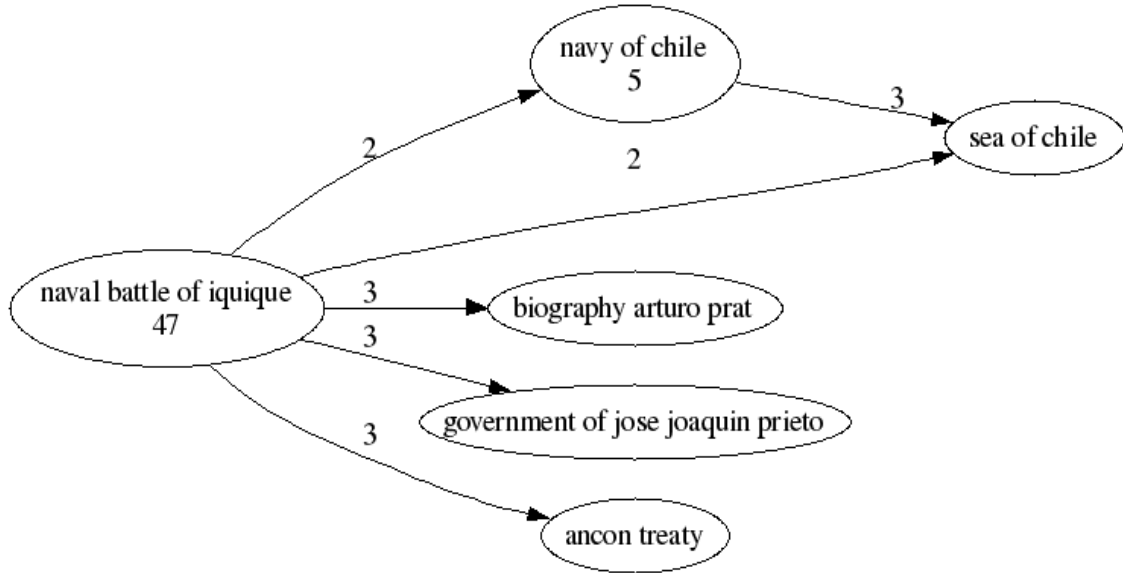 navy of chile
5
3
sea of chile
2
2
naval battle of iquique
47
3
biography arturo prat
3
government of jose joaquin prieto
3
ancon treaty